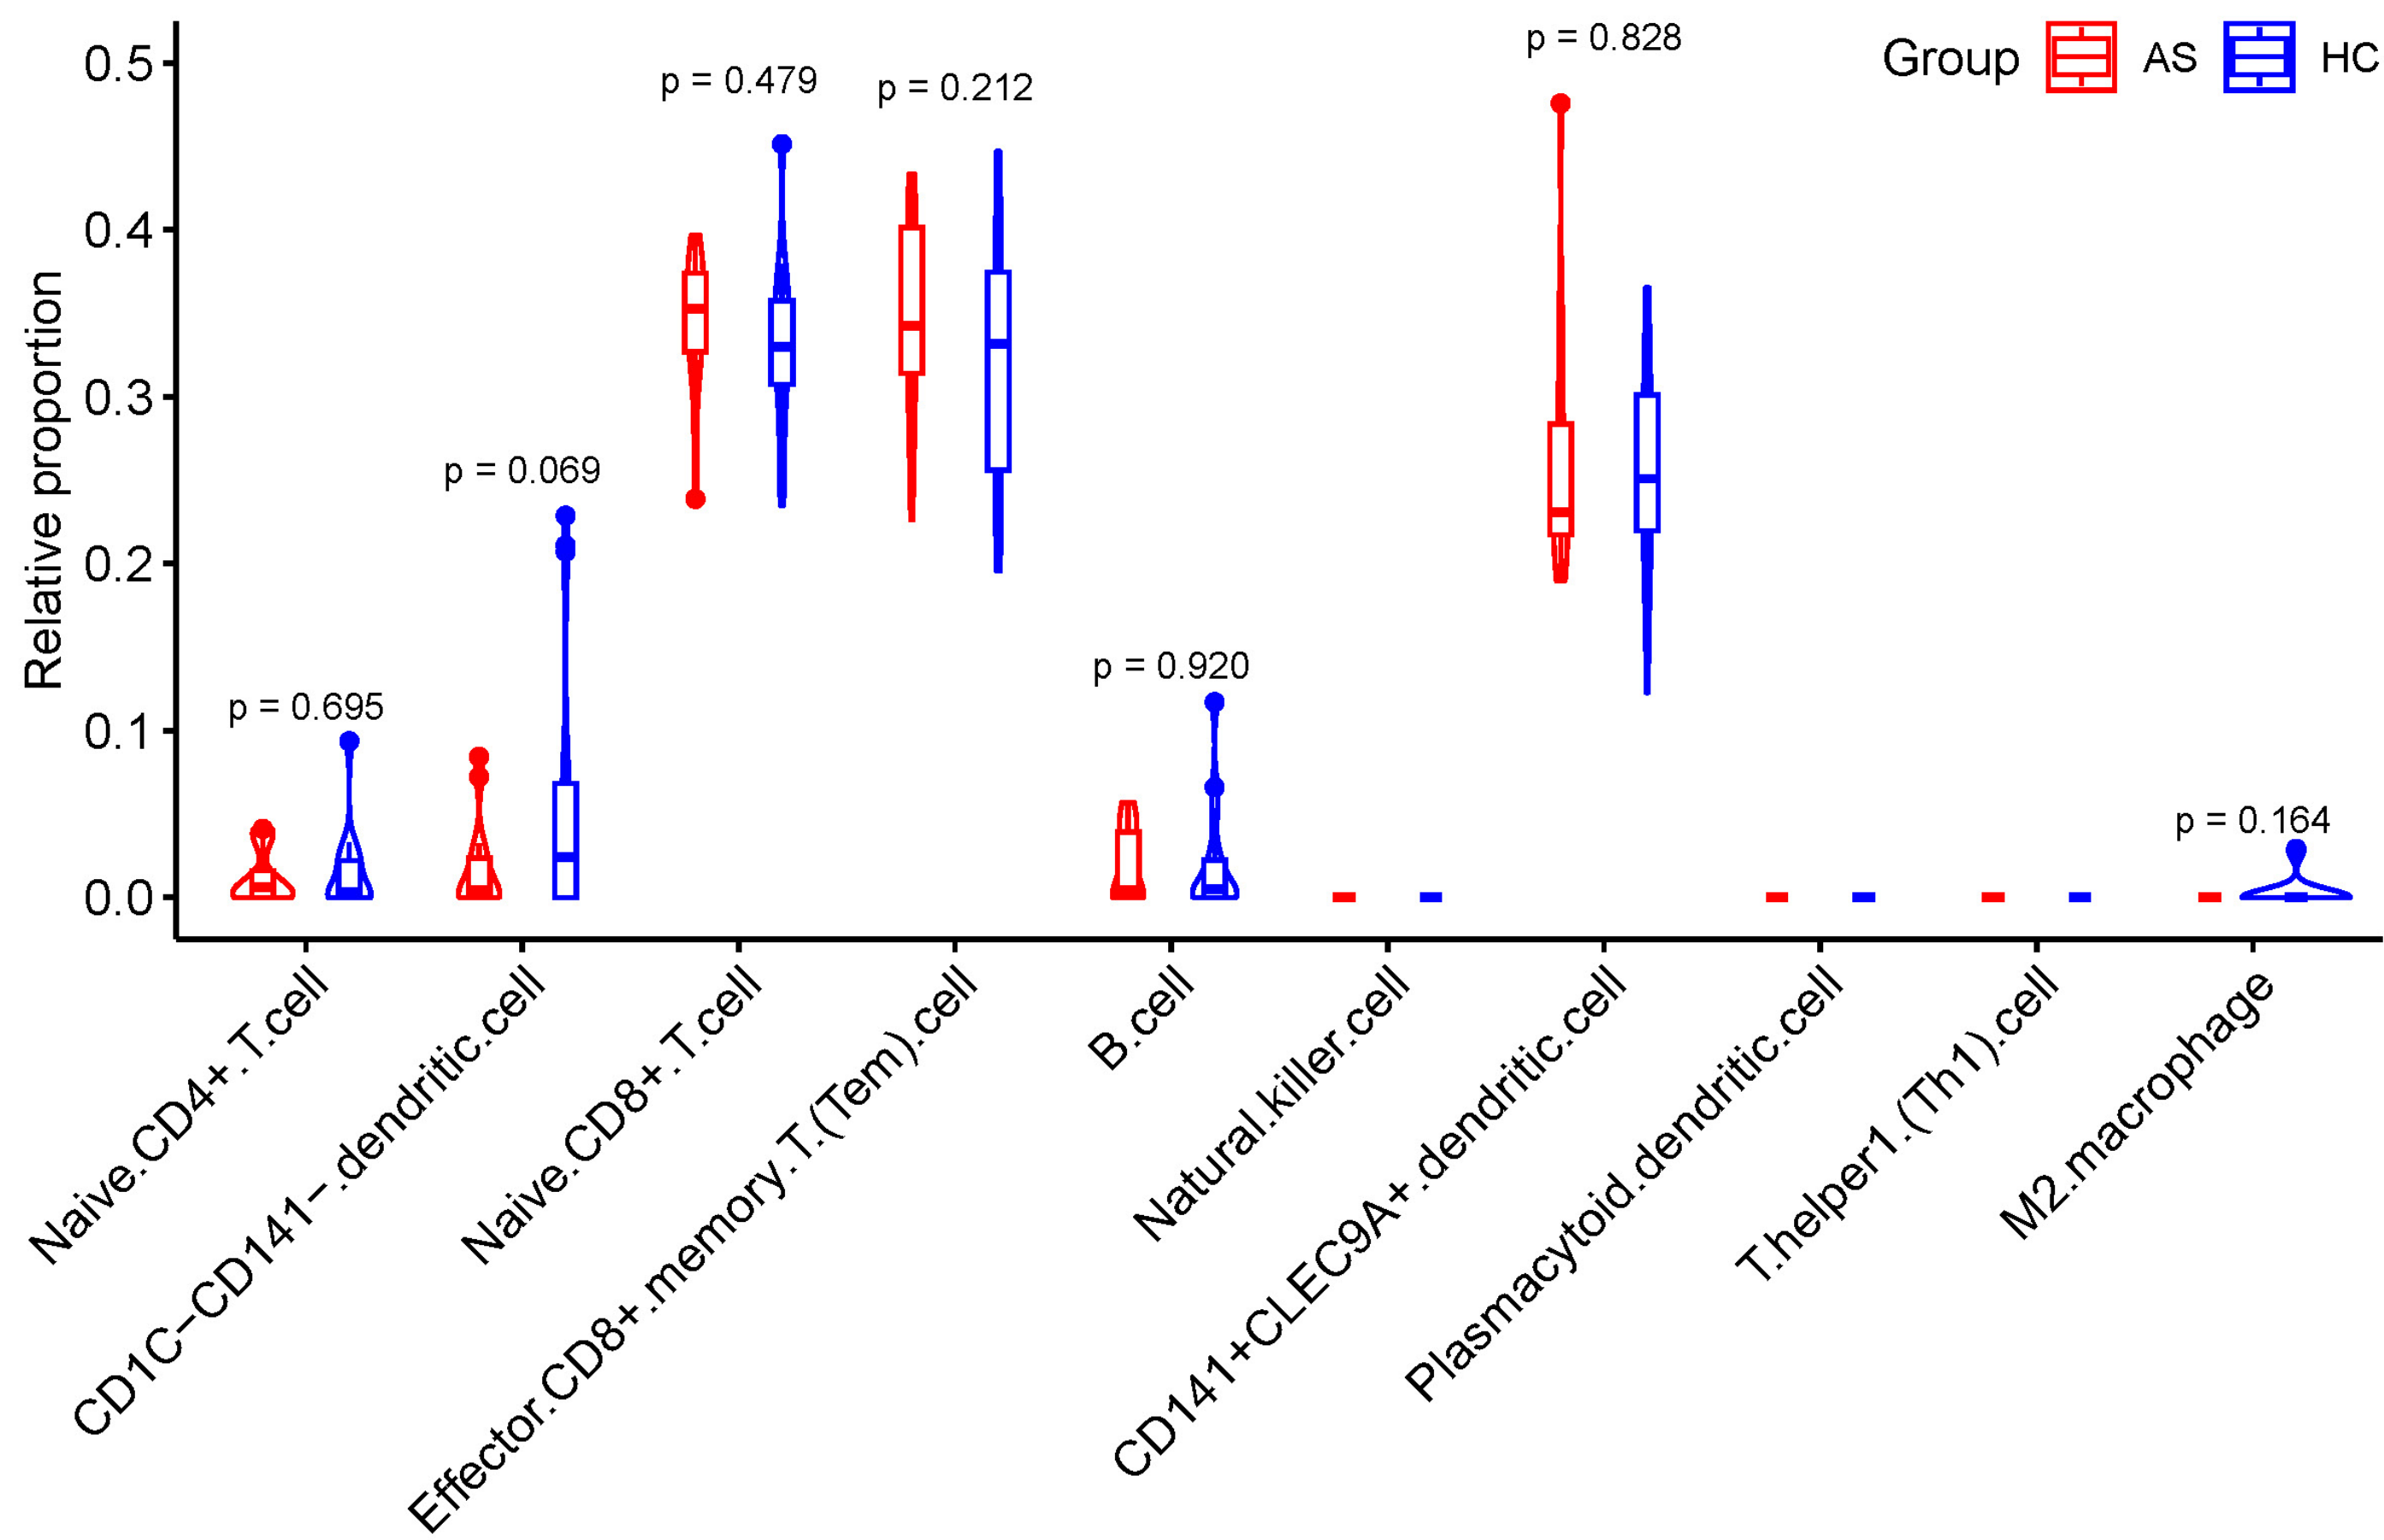 Group AS HC
p = 0.828
p = 0.479
p = 0.212
p = 0.069
p = 0.920
p = 0.695
p = 0.164
Relative proportion
0.5
0.4
0.3
0.2
0.1
0.0
Naive.CD4+.T.cell
CD1C−CD141−.dendritic.cell
Naive.CD8+.T.cell
Effector.CD8+.memory.T.(Tem).cell
B.cell
Natural.killer.cell
CD141+CLEC9A+.dendritic.cell
Plasmacytoid.dendritic.cell
T.helper1.(Th1).cell
M2.macrophage